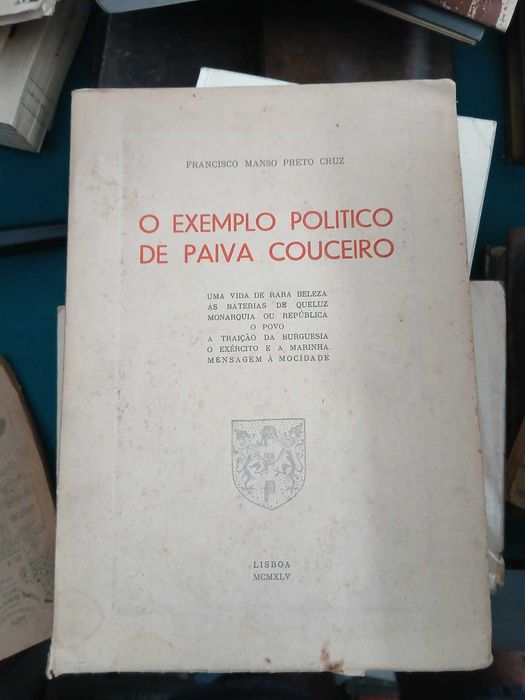 FRANCISCO MANSO PRETO CRUZ
O EXEMPLO POLITICO
DE PAIVA COUCEIRO
UMA VIDA DE RARA BELEZA
AS BATERIAS DE QUELUZ
MONARQUIA OU REPÚBLICA
O POVO
A TRAIÇÃO DA BURGUESIA
O EXÉRCITO E A MARINHA
MENSAGEM À MOCIDADE
LISBOA
MCMXLV